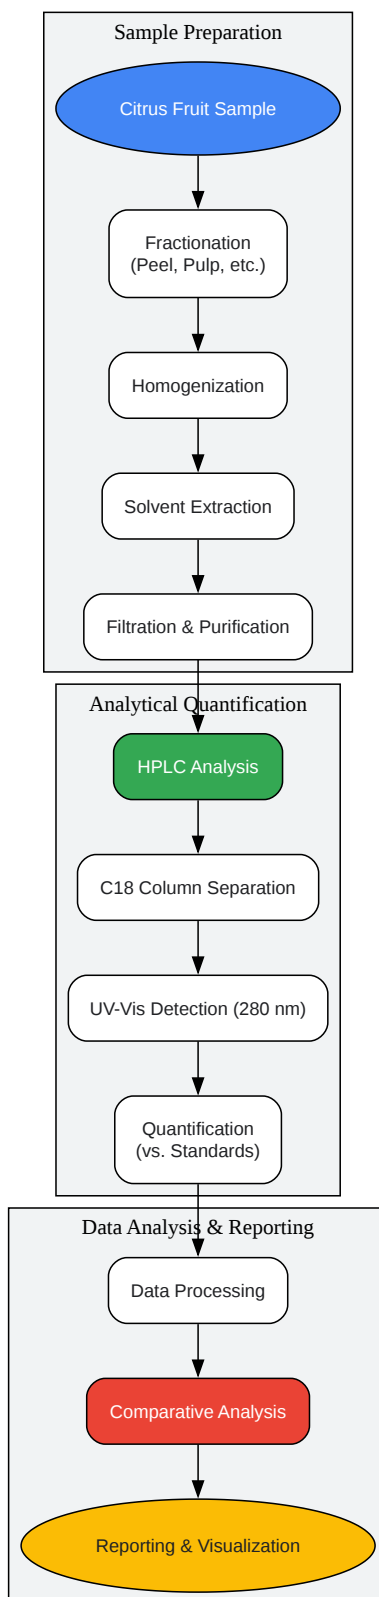 Sample Preparation
Citrus Fruit Sample
Fractionation
(Peel, Pulp, etc.)
Homogenization
Solvent Extraction
Filtration & Purification
Analytical Quantification
HPLC Analysis
C18 Column Separation
UV-Vis Detection (280 nm)
Quantification
(vs. Standards)
Data Analysis & Reporting
Data Processing
Comparative Analysis
Reporting & Visualization